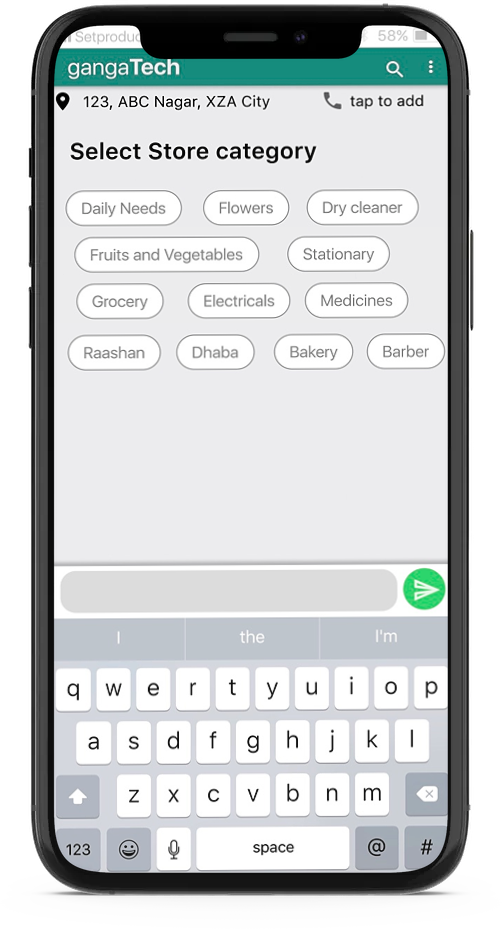 Setproduc 58%
gangaTech
123, ABC Nagar, XZA City tap to add
Select Store category
Daily Needs Flowers Dry cleaner
Fruits and Vegetables Stationary
Grocery Electricals Medicines
Raashan Dhaba Bakery Barber
I the I'm
q w e r t y u i o p
a s d f g h j k l
z x c v b n m
123 space @ #